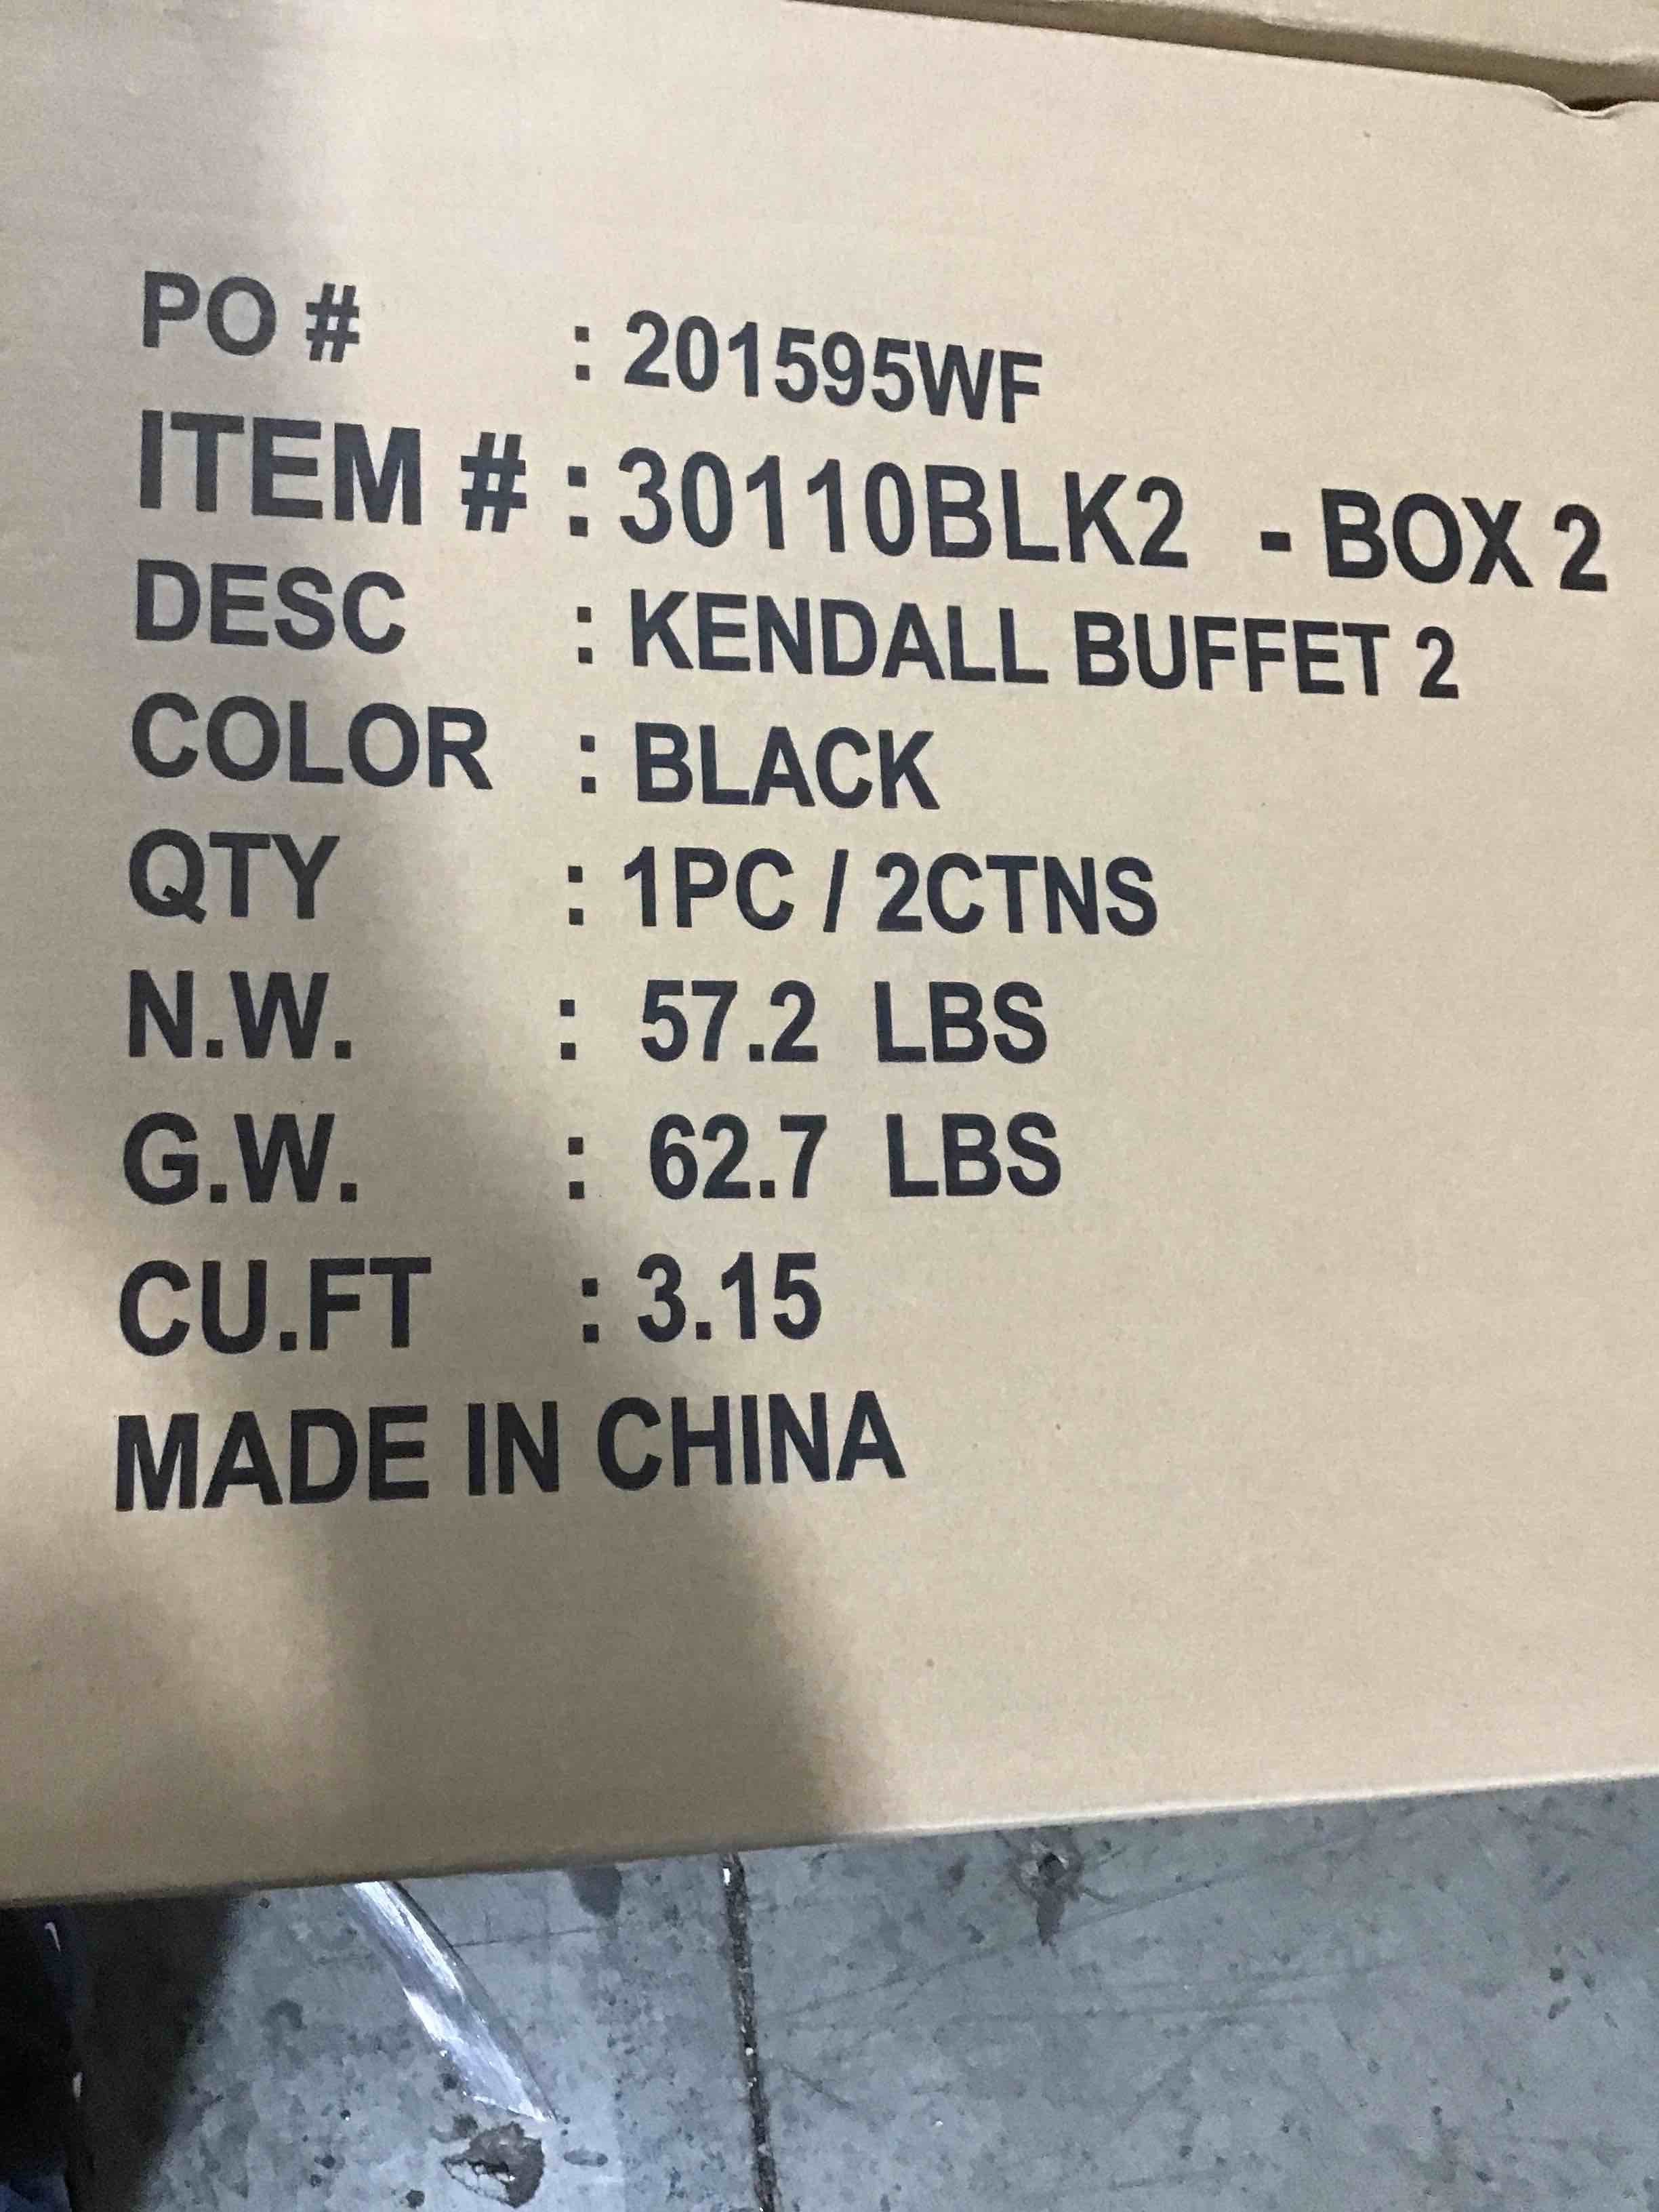 PO # : 201595WF
ITEM # : 30110BLK2 - BOX 2
DESC : KENDALL BUFFET 2
COLOR : BLACK
QTY : 1PC / 2CTNS
N.W. : 57.2 LBS
G.W. : 62.7 LBS
CU.FT : 3.15
MADE IN CHINA